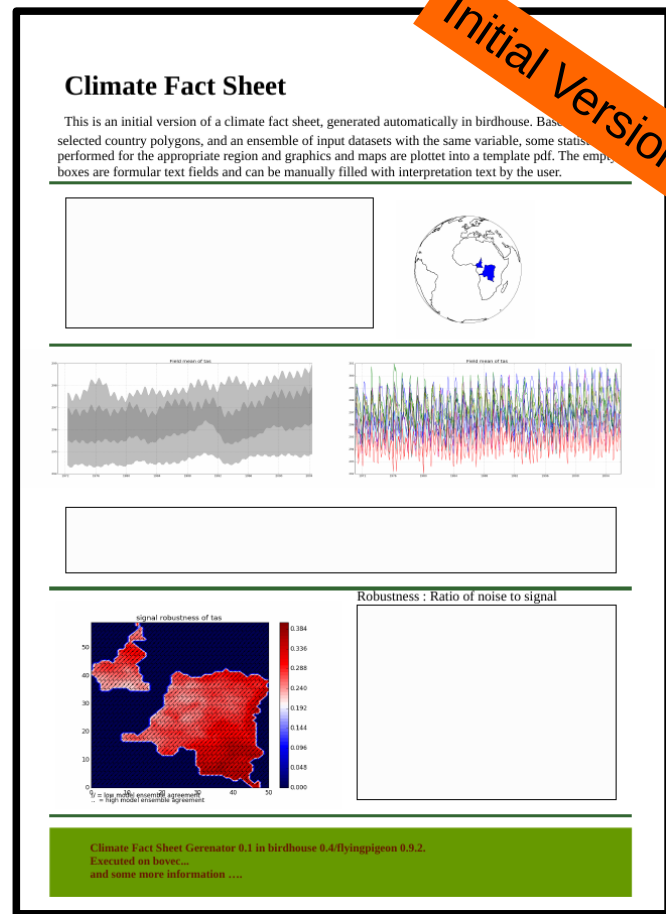 Initial Version
Climate Fact Sheet
This is an initial version of a climate fact sheet, generated automatically in birdhouse.
selected country polygons, and an ensemble of input datasets with the same variable, some
performed for the appropriate region and graphics and maps are plottet into a template pdf. The
boxes are formular text fields and can be manually filled with interpretation text by the user.
Field mean of tas
Field mean of tas
Robustness : Ratio of noise to signal
signal robustness of tas
50
40
30
20
10
0
0 10 20 30 40 50
0.384
0.336
0.288
0.240
0.192
0.144
0.096
0.048
0.000
// = low model ensemble agreement
.. = high model ensemble agreement
Climate Fact Sheet Gerenator 0.1 in birdhouse 0.4/flyingpigeon 0.9.2.
Executed on bovec...
and some more information ….